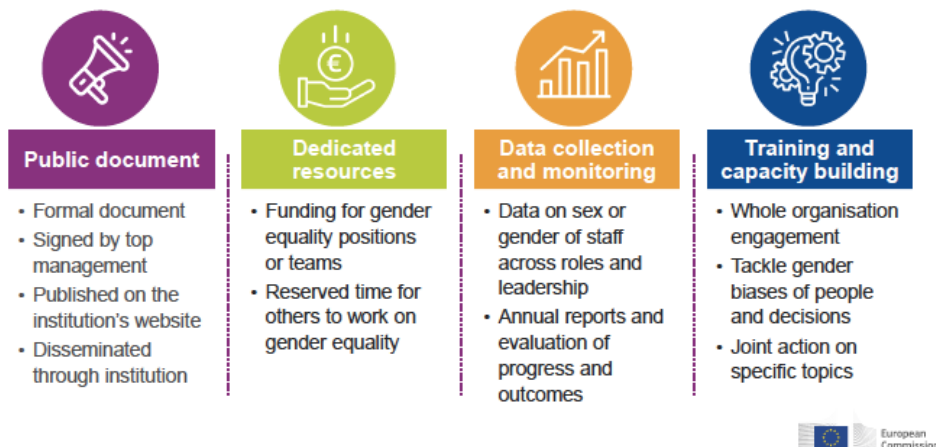 €
Public document
• Formal document
• Signed by top
management
• Published on the
institution's website
• Disseminated
through institution
Dedicated
resources
• Funding for gender
equality positions
or teams
• Reserved time for
others to work on
gender equality
Data collection
and monitoring
• Data on sex or
gender of staff
across roles and
leadership
• Annual reports and
evaluation of
progress and
outcomes
Training and
capacity building
• Whole organisation
engagement
• Tackle gender
biases of people
and decisions
• Joint action on
specific topics
European
Commission